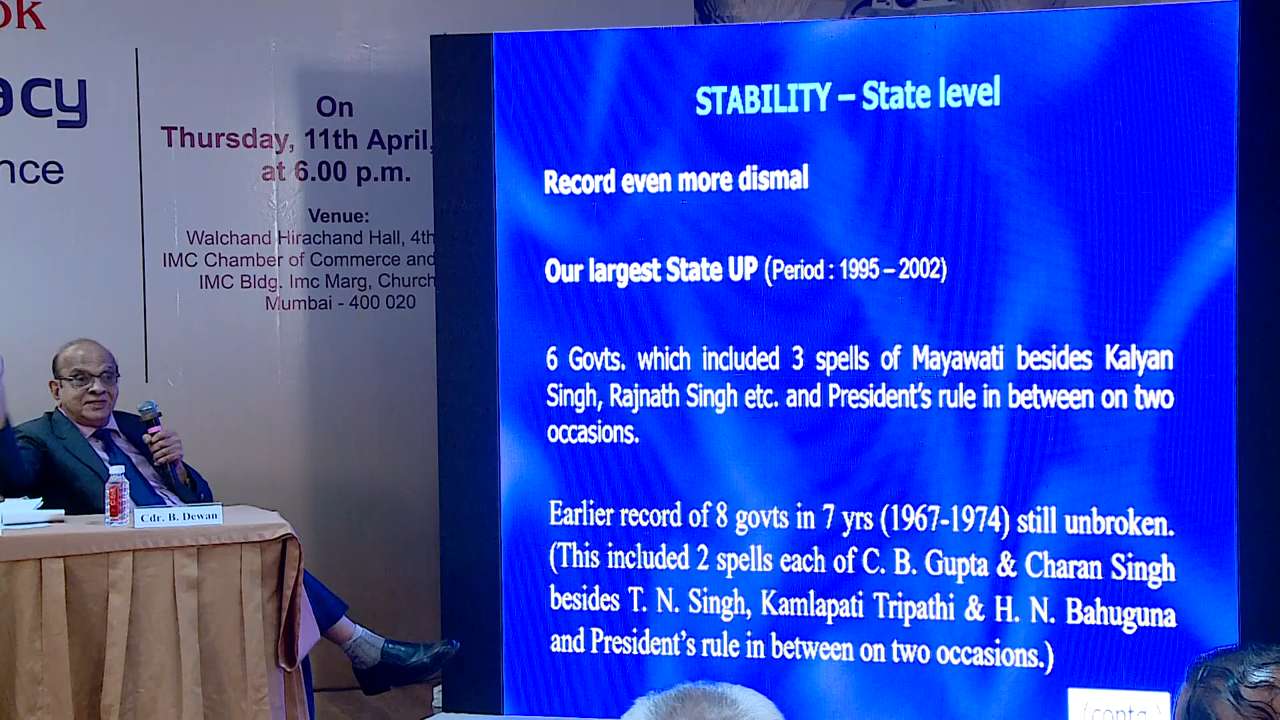 ok
acy
nce
On
Thursday, 11th April,
at 6.00 p.m.
Venue:
Walchand Hirachand Hall, 4th
IMC Chamber of Commerce and
IMC Bldg. Imc Marg, Church
Mumbai - 400 020
Cdr. B. Dewan
STABILITY – State level
Record even more dismal
Our largest State UP (Period : 1995 – 2002)
6 Govts. which included 3 spells of Mayawati besides Kalyan
Singh, Rajnath Singh etc. and President's rule in between on two
occasions.
Earlier record of 8 govts in 7 yrs (1967-1974) still unbroken.
(This included 2 spells each of C. B. Gupta & Charan Singh
besides T. N. Singh, Kamlapati Tripathi & H. N. Bahuguna
and President's rule in between on two occasions.)